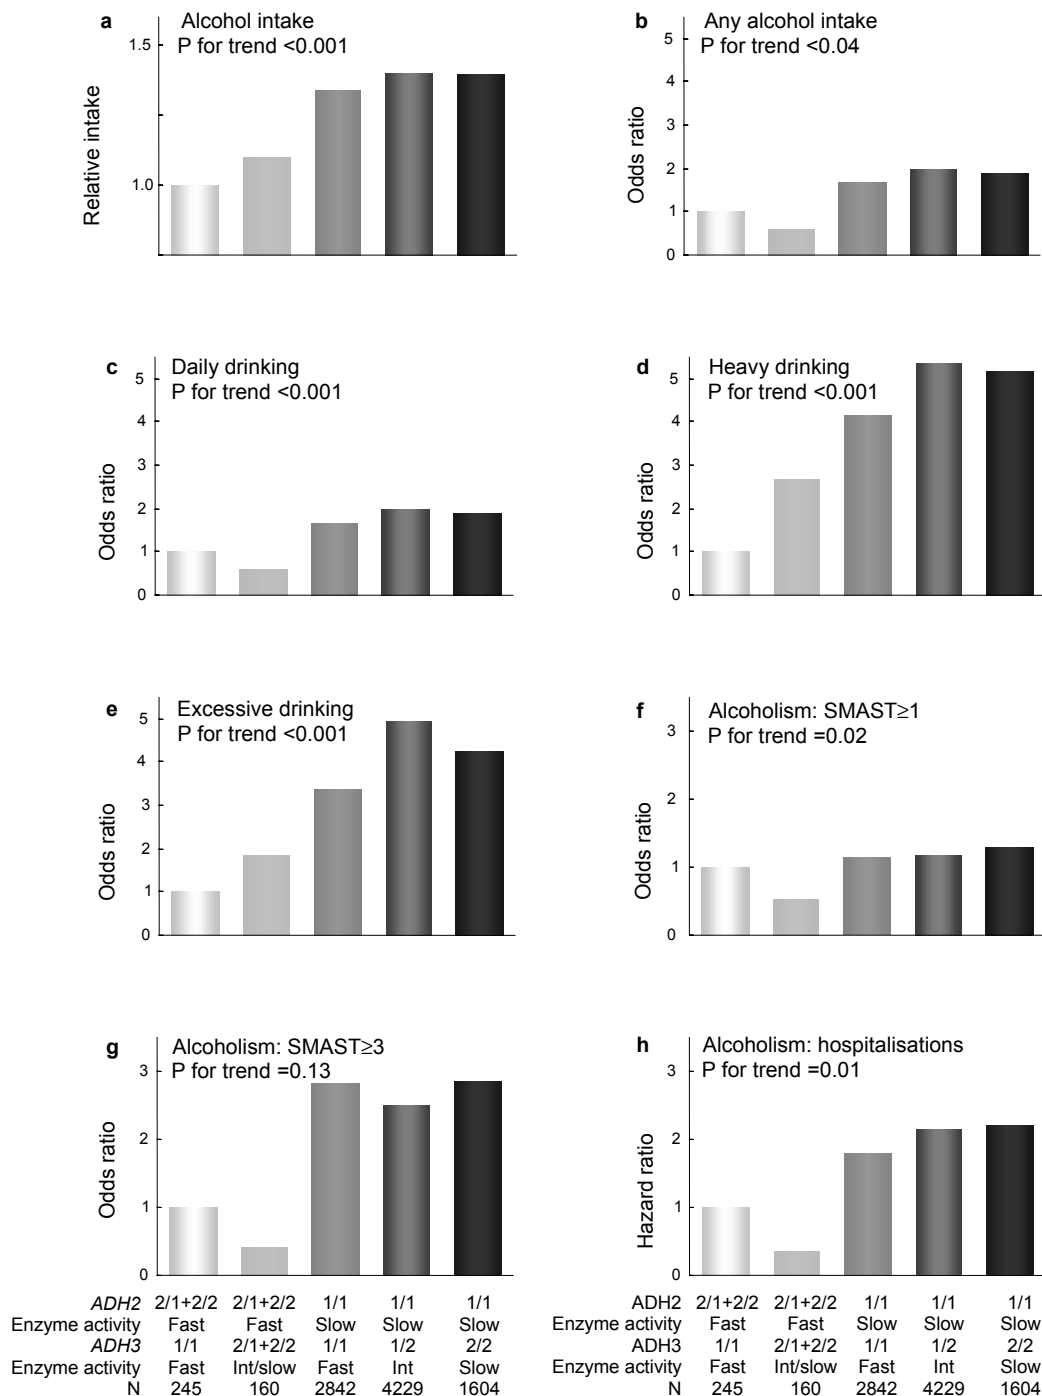 a Alcohol intake
P for trend <0.001
1.5
1.0
Relative intake
b Any alcohol intake
P for trend <0.04
5
4
3
2
1
0
Odds ratio
c Daily drinking
P for trend <0.001
5
4
3
2
1
0
Odds ratio
d Heavy drinking
P for trend <0.001
5
4
3
2
1
0
Odds ratio
e Excessive drinking
P for trend <0.001
5
4
3
2
1
0
Odds ratio
f Alcoholism: SMAST≥1
P for trend =0.02
3
2
1
0
Odds ratio
g Alcoholism: SMAST≥3
P for trend =0.13
3
2
1
0
Odds ratio
h Alcoholism: hospitalisations
P for trend =0.01
3
2
1
0
Hazard ratio
ADH2 2/1+2/2 2/1+2/2 1/1 1/1 1/1
Enzyme activity Fast Fast Slow Slow Slow
ADH3 1/1 2/1+2/2 1/1 1/2 2/2
Enzyme activity Fast Int/slow Fast Int Slow
N 245 160 2842 4229 1604
ADH2 2/1+2/2 2/1+2/2 1/1 1/1 1/1
Enzyme activity Fast Fast Slow Slow Slow
ADH3 1/1 2/1+2/2 1/1 1/2 2/2
Enzyme activity Fast Int/slow Fast Int Slow
N 245 160 2842 4229 1604